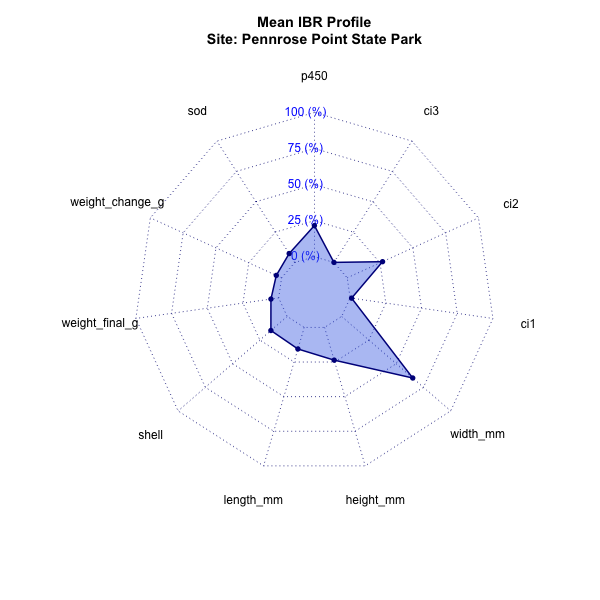 Mean IBR Profile
Site: Pennrose Point State Park
p450
sod
ci3
100 (%)
75 (%)
50 (%)
25 (%)
0 (%)
weight_change_g
ci2
weight_final_g
ci1
shell
width_mm
length_mm
height_mm